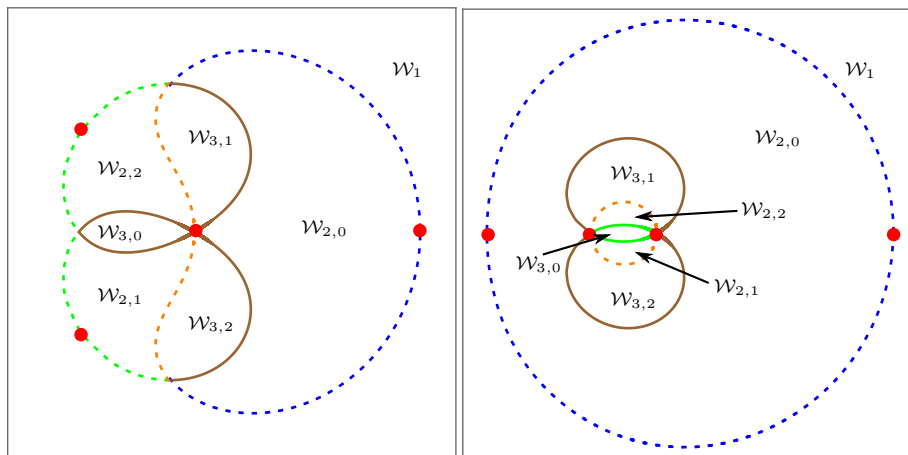 𝒲₁
𝒲₃,₁
𝒲₂,₂
𝒲₃,₀
𝒲₂,₀
𝒲₂,₁
𝒲₃,₂
𝒲₁
𝒲₂,₀
𝒲₃,₁
𝒲₂,₂
𝒲₃,₀
𝒲₂,₁
𝒲₃,₂